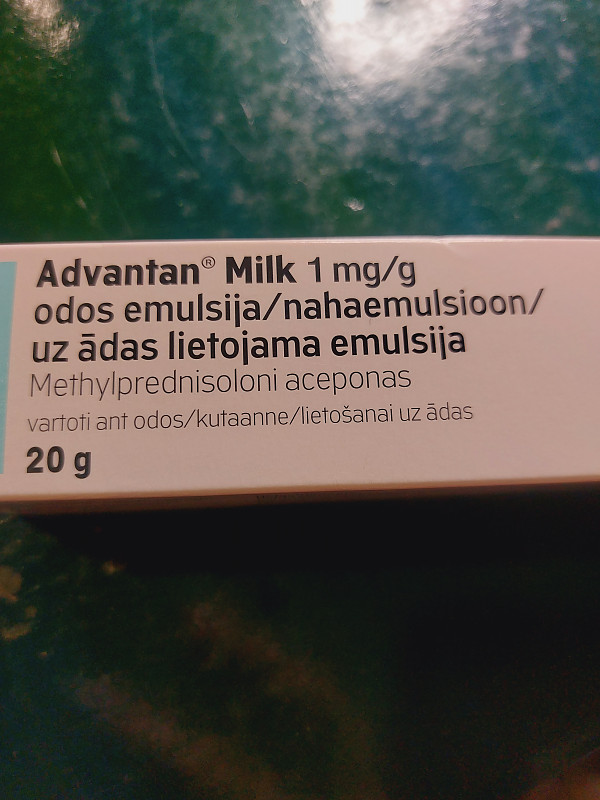 Advantan® Milk 1 mg/g
odos emulsija/nahaemulsioon/
uz ādas lietojama emulsija
Methylprednisoloni aceponas
vartoti ant odos/kutaanne/lietošanai uz ādas
20 g